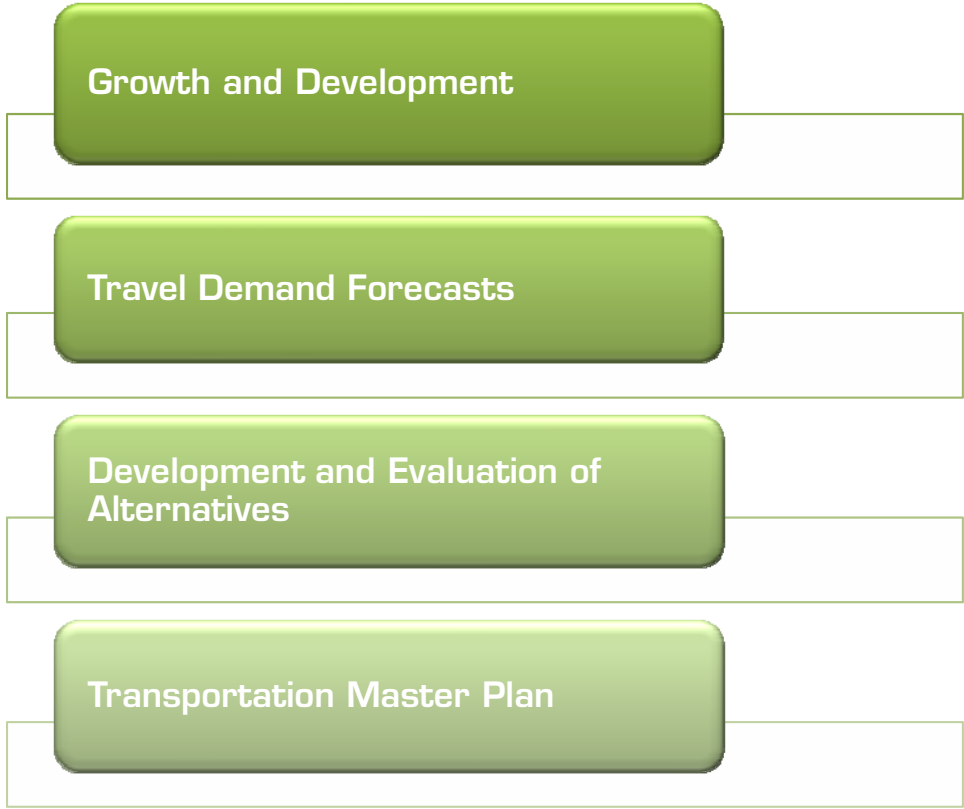 Growth and Development
Travel Demand Forecasts
Development and Evaluation of
Alternatives
Transportation Master Plan